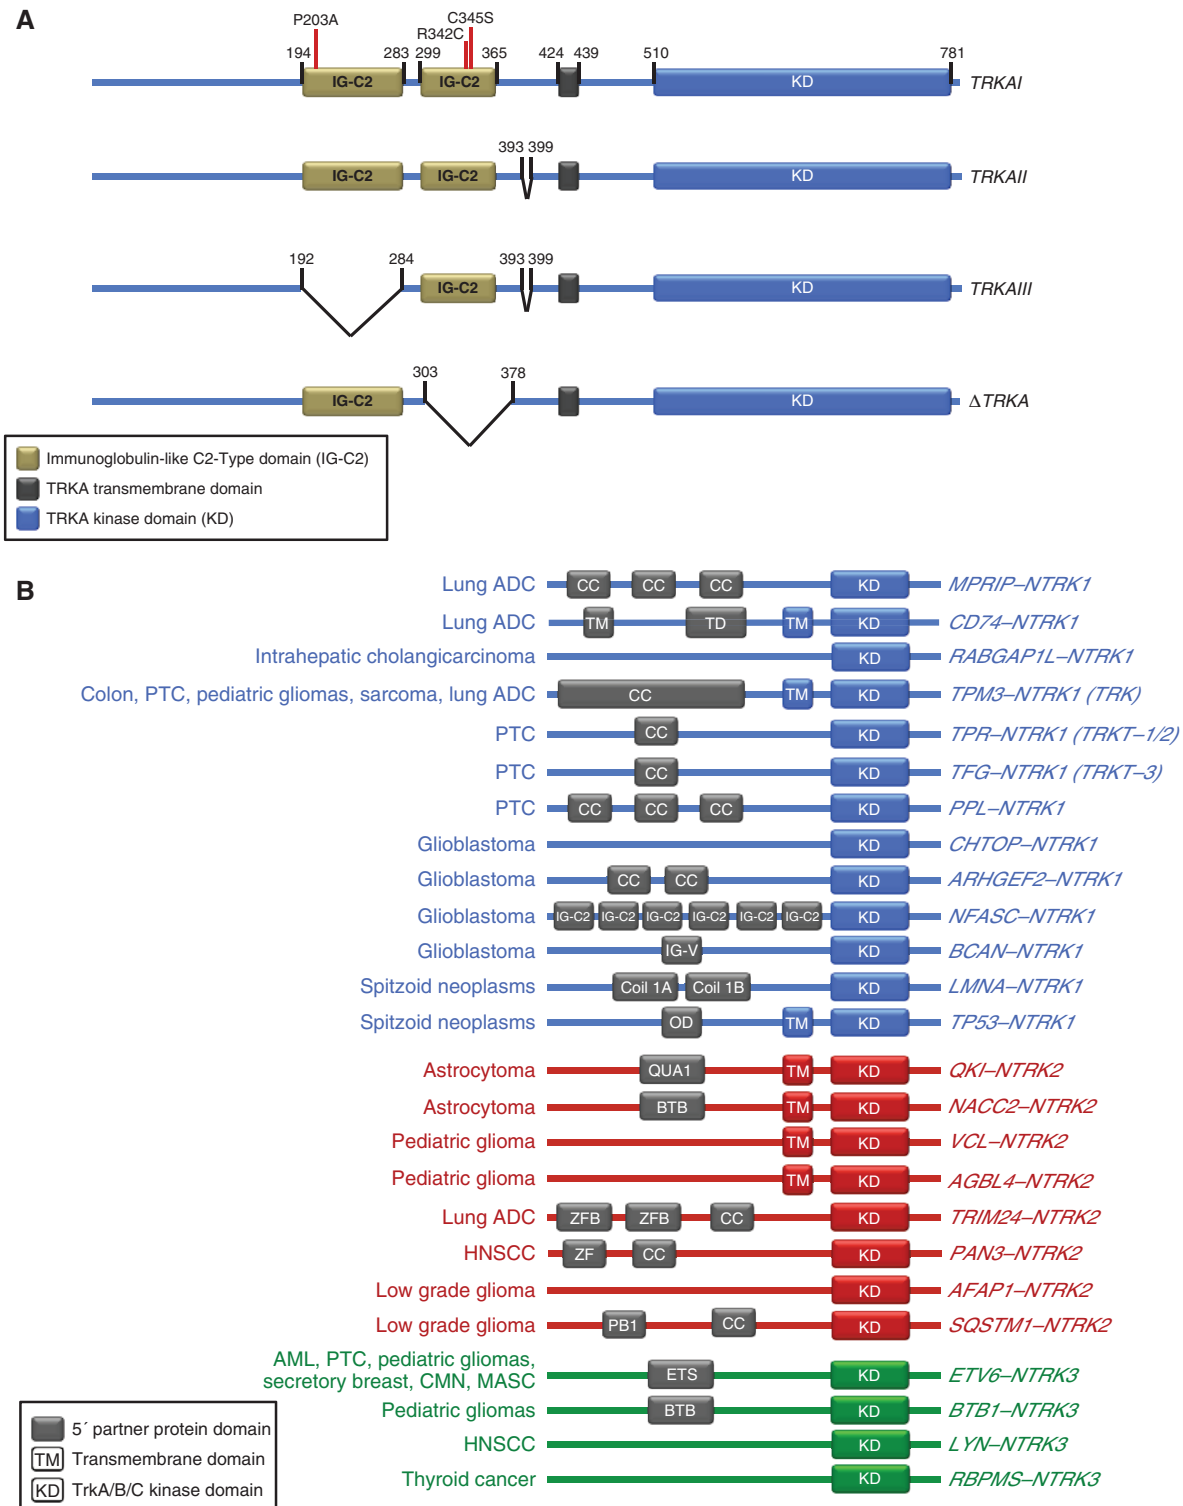 A
P203A
C345S
R342C
194 283 299 365 424 439 510 781
IG-C2 IG-C2 KD TRKAI
393 399
IG-C2 IG-C2 KD TRKAII
192 284 393 399
IG-C2 KD TRKAIII
303 378
IG-C2 KD ΔTRKA
Immunoglobulin-like C2-Type domain (IG-C2)
TRKA transmembrane domain
TRKA kinase domain (KD)
B
Lung ADC CC CC CC KD MPRIP–NTRK1
Lung ADC TM TD TM KD CD74–NTRK1
Intrahepatic cholangicarcinoma KD RABGAP1L–NTRK1
Colon, PTC, pediatric gliomas, sarcoma, lung ADC CC TM KD TPM3–NTRK1 (TRK)
PTC CC KD TPR–NTRK1 (TRKT–1/2)
PTC CC KD TFG–NTRK1 (TRKT–3)
PTC CC CC CC KD PPL–NTRK1
Glioblastoma KD CHTOP–NTRK1
Glioblastoma CC CC KD ARHGEF2–NTRK1
Glioblastoma IG-C2 IG-C2 IG-C2 IG-C2 IG-C2 IG-C2 KD NFASC–NTRK1
Glioblastoma IG-V KD BCAN–NTRK1
Spitzoid neoplasms Coil 1A Coil 1B KD LMNA–NTRK1
Spitzoid neoplasms OD TM KD TP53–NTRK1
Astrocytoma QUA1 TM KD QKI–NTRK2
Astrocytoma BTB TM KD NACC2–NTRK2
Pediatric glioma TM KD VCL–NTRK2
Pediatric glioma TM KD AGBL4–NTRK2
Lung ADC ZFB ZFB CC KD TRIM24–NTRK2
HNSCC ZF CC KD PAN3–NTRK2
Low grade glioma KD AFAP1–NTRK2
Low grade glioma PB1 CC KD SQSTM1–NTRK2
AML, PTC, pediatric gliomas,
secretory breast, CMN, MASC ETS KD ETV6–NTRK3
Pediatric gliomas BTB KD BTB1–NTRK3
HNSCC KD LYN–NTRK3
Thyroid cancer KD RBPMS–NTRK3
5´ partner protein domain
TM Transmembrane domain
KD TrkA/B/C kinase domain